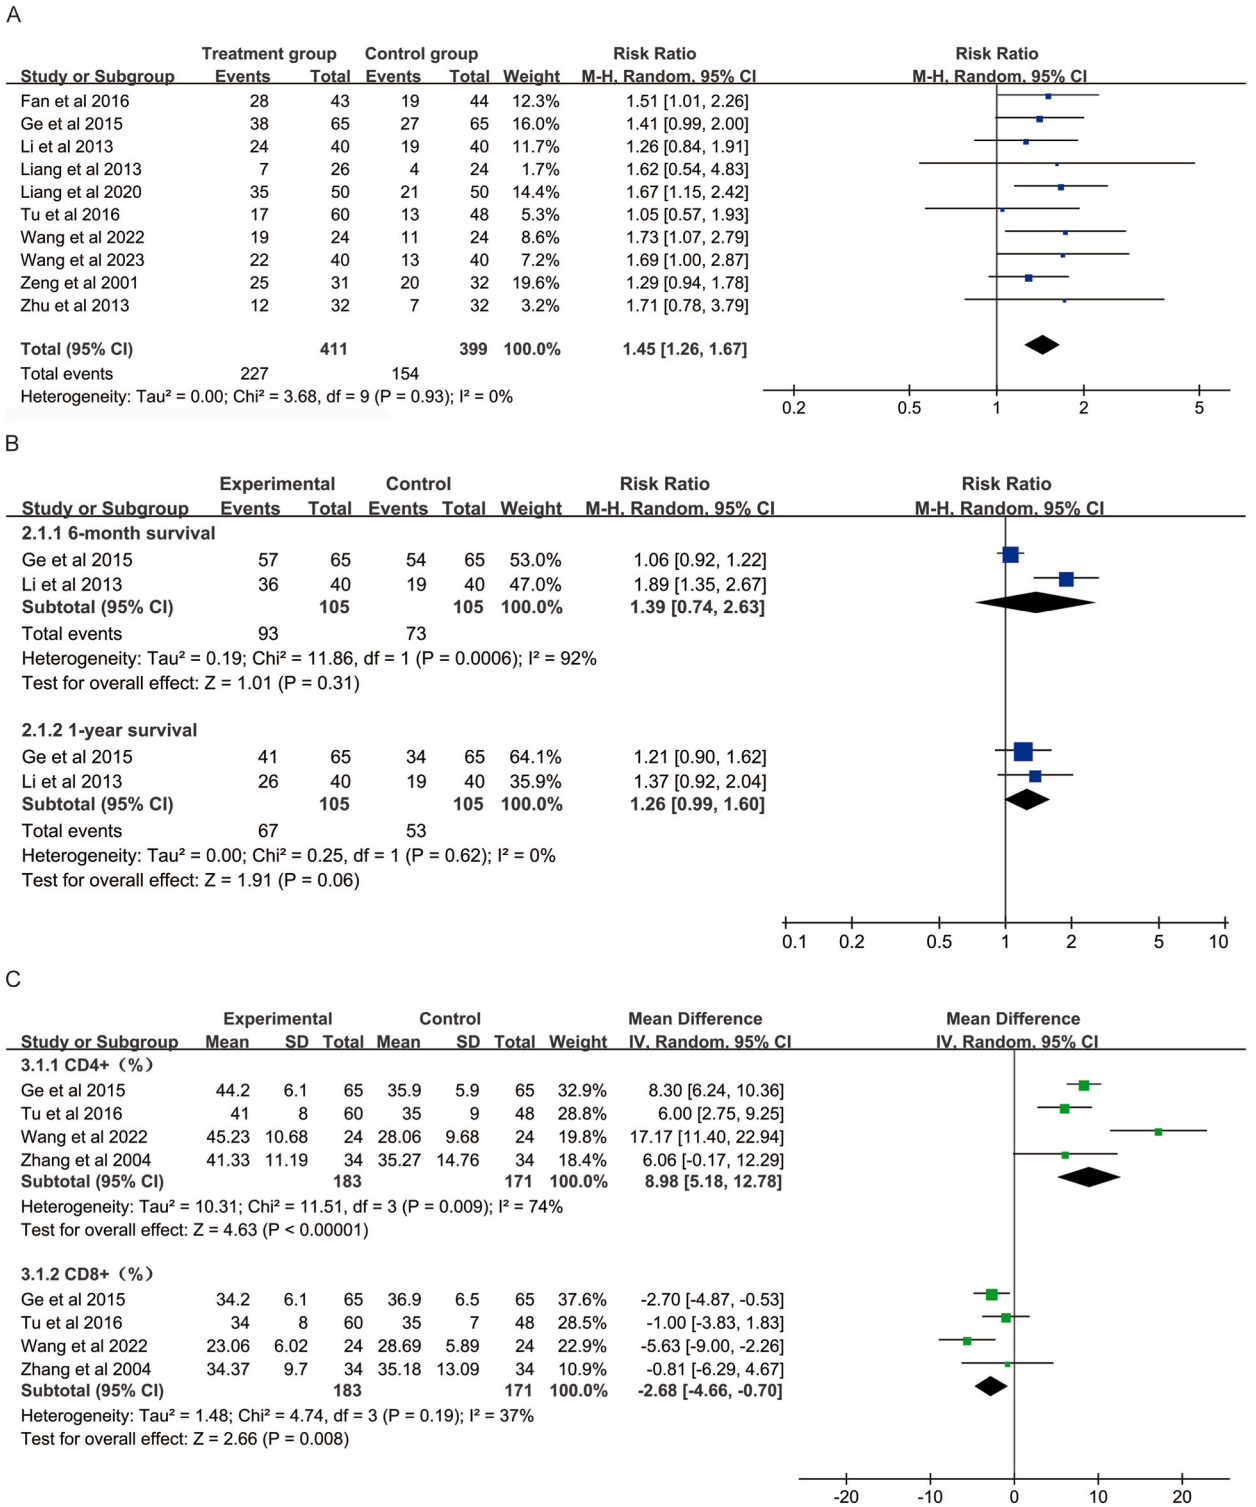 A
Treatment group Control group Risk Ratio Risk Ratio
Study or Subgroup Events Total Events Total Weight M-H, Random, 95% CI M-H, Random, 95% CI
Fan et al 2016 28 43 19 44 12.3% 1.51 [1.01, 2.26]
Ge et al 2015 38 65 27 65 16.0% 1.41 [0.99, 2.00]
Li et al 2013 24 40 19 40 11.7% 1.26 [0.84, 1.91]
Liang et al 2013 7 26 4 24 1.7% 1.62 [0.54, 4.83]
Liang et al 2020 35 50 21 50 14.4% 1.67 [1.15, 2.42]
Tu et al 2016 17 60 13 48 5.3% 1.05 [0.57, 1.93]
Wang et al 2022 19 24 11 24 8.6% 1.73 [1.07, 2.79]
Wang et al 2023 22 40 13 40 7.2% 1.69 [1.00, 2.87]
Zeng et al 2001 25 31 20 32 19.6% 1.29 [0.94, 1.78]
Zhu et al 2013 12 32 7 32 3.2% 1.71 [0.78, 3.79]
Total (95% CI) 411 399 100.0% 1.45 [1.26, 1.67]
Total events 227 154
Heterogeneity: Tau² = 0.00; Chi² = 3.68, df = 9 (P = 0.93); I² = 0%
0.2 0.5 1 2 5
B
Experimental Control Risk Ratio Risk Ratio
Study or Subgroup Events Total Events Total Weight M-H, Random, 95% CI M-H, Random, 95% CI
2.1.1 6-month survival
Ge et al 2015 57 65 54 65 53.0% 1.06 [0.92, 1.22]
Li et al 2013 36 40 19 40 47.0% 1.89 [1.35, 2.67]
Subtotal (95% CI) 105 105 100.0% 1.39 [0.74, 2.63]
Total events 93 73
Heterogeneity: Tau² = 0.19; Chi² = 11.86, df = 1 (P = 0.0006); I² = 92%
Test for overall effect: Z = 1.01 (P = 0.31)
2.1.2 1-year survival
Ge et al 2015 41 65 34 65 64.1% 1.21 [0.90, 1.62]
Li et al 2013 26 40 19 40 35.9% 1.37 [0.92, 2.04]
Subtotal (95% CI) 105 105 100.0% 1.26 [0.99, 1.60]
Total events 67 53
Heterogeneity: Tau² = 0.00; Chi² = 0.25, df = 1 (P = 0.62); I² = 0%
Test for overall effect: Z = 1.91 (P = 0.06)
0.1 0.2 0.5 1 2 5 10
C
Experimental Control Mean Difference Mean Difference
Study or Subgroup Mean SD Total Mean SD Total Weight IV, Random, 95% CI IV, Random, 95% CI
3.1.1 CD4+（%）
Ge et al 2015 44.2 6.1 65 35.9 5.9 65 32.9% 8.30 [6.24, 10.36]
Tu et al 2016 41 8 60 35 9 48 28.8% 6.00 [2.75, 9.25]
Wang et al 2022 45.23 10.68 24 28.06 9.68 24 19.8% 17.17 [11.40, 22.94]
Zhang et al 2004 41.33 11.19 34 35.27 14.76 34 18.4% 6.06 [-0.17, 12.29]
Subtotal (95% CI) 183 171 100.0% 8.98 [5.18, 12.78]
Heterogeneity: Tau² = 10.31; Chi² = 11.51, df = 3 (P = 0.009); I² = 74%
Test for overall effect: Z = 4.63 (P < 0.00001)
3.1.2 CD8+（%）
Ge et al 2015 34.2 6.1 65 36.9 6.5 65 37.6% -2.70 [-4.87, -0.53]
Tu et al 2016 34 8 60 35 7 48 28.5% -1.00 [-3.83, 1.83]
Wang et al 2022 23.06 6.02 24 28.69 5.89 24 22.9% -5.63 [-9.00, -2.26]
Zhang et al 2004 34.37 9.7 34 35.18 13.09 34 10.9% -0.81 [-6.29, 4.67]
Subtotal (95% CI) 183 171 100.0% -2.68 [-4.66, -0.70]
Heterogeneity: Tau² = 1.48; Chi² = 4.74, df = 3 (P = 0.19); I² = 37%
Test for overall effect: Z = 2.66 (P = 0.008)
-20 -10 0 10 20